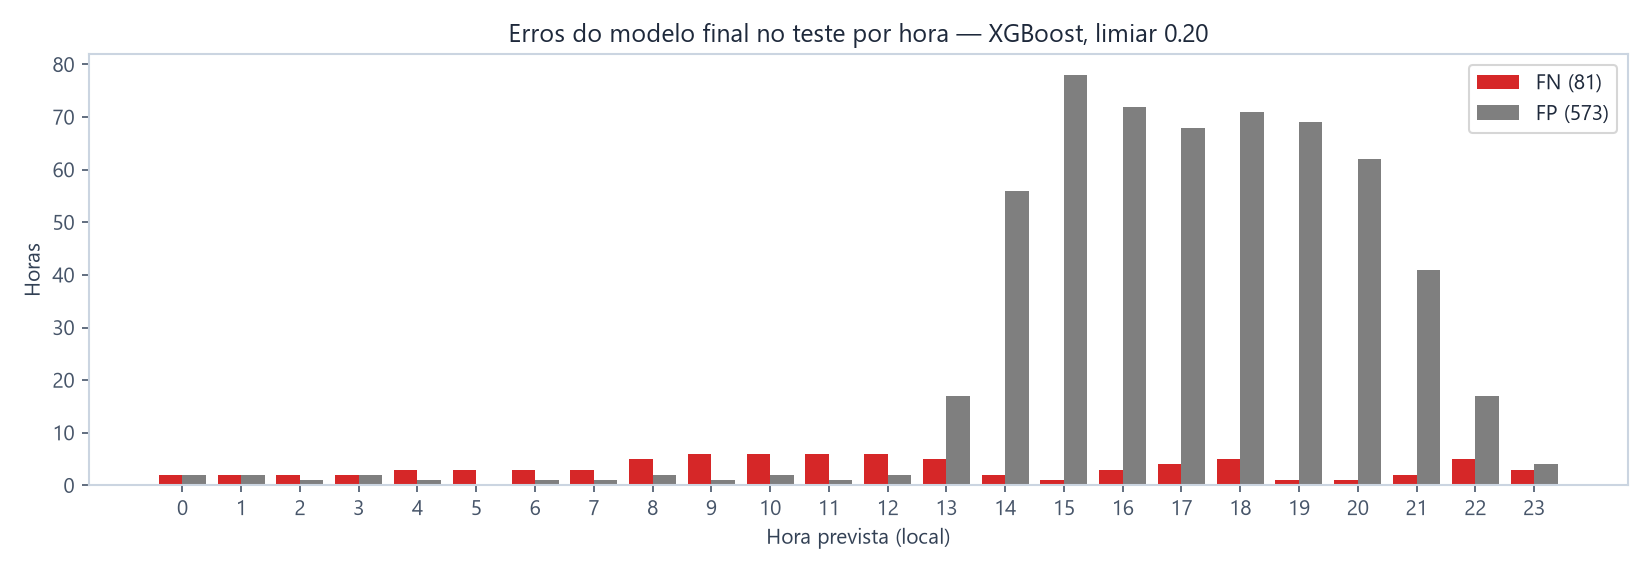 Erros do modelo final no teste por hora — XGBoost, limiar 0.20
FN (81)
FP (573)
Horas
80
70
60
50
40
30
20
10
0
0 1 2 3 4 5 6 7 8 9 10 11 12 13 14 15 16 17 18 19 20 21 22 23
Hora prevista (local)